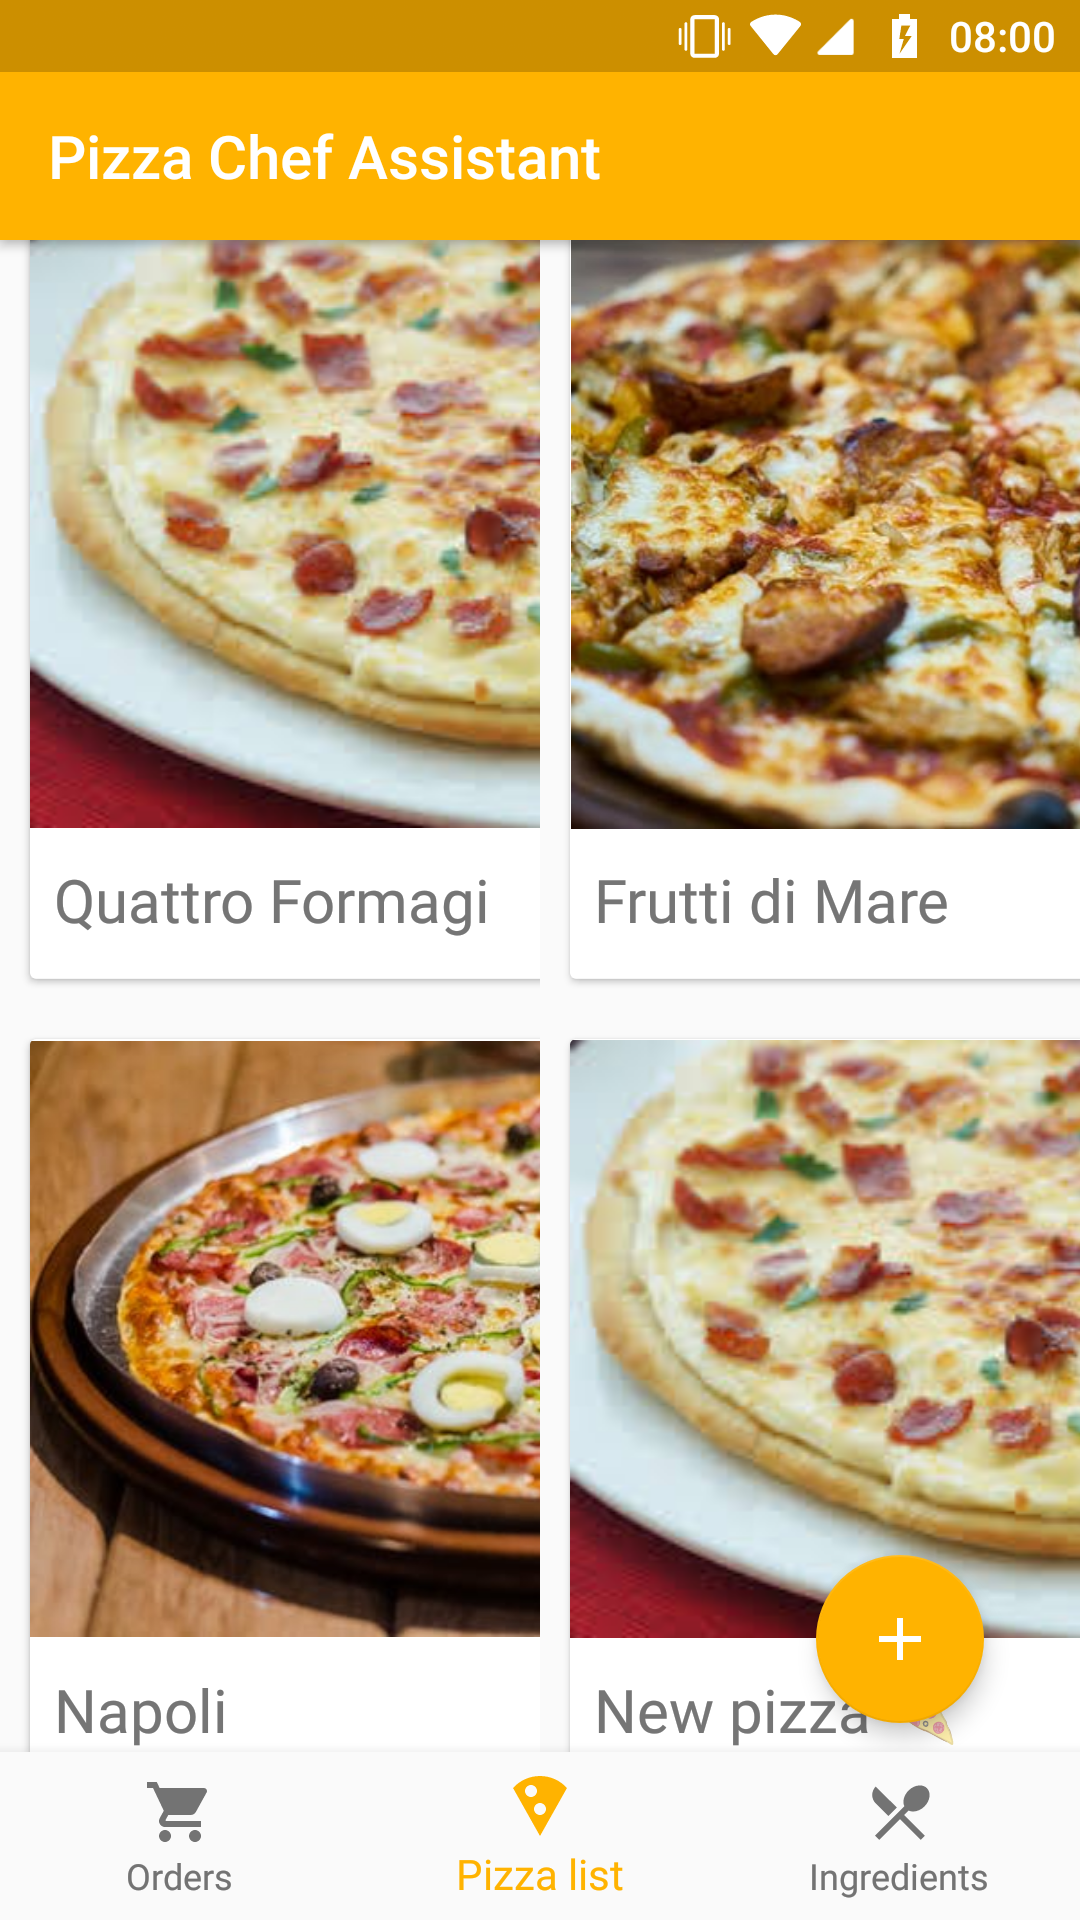 08:00
Pizza Chef Assistant
Quattro Formagi
Frutti di Mare
Napoli
New pizza
Orders
Pizza list
Ingredients